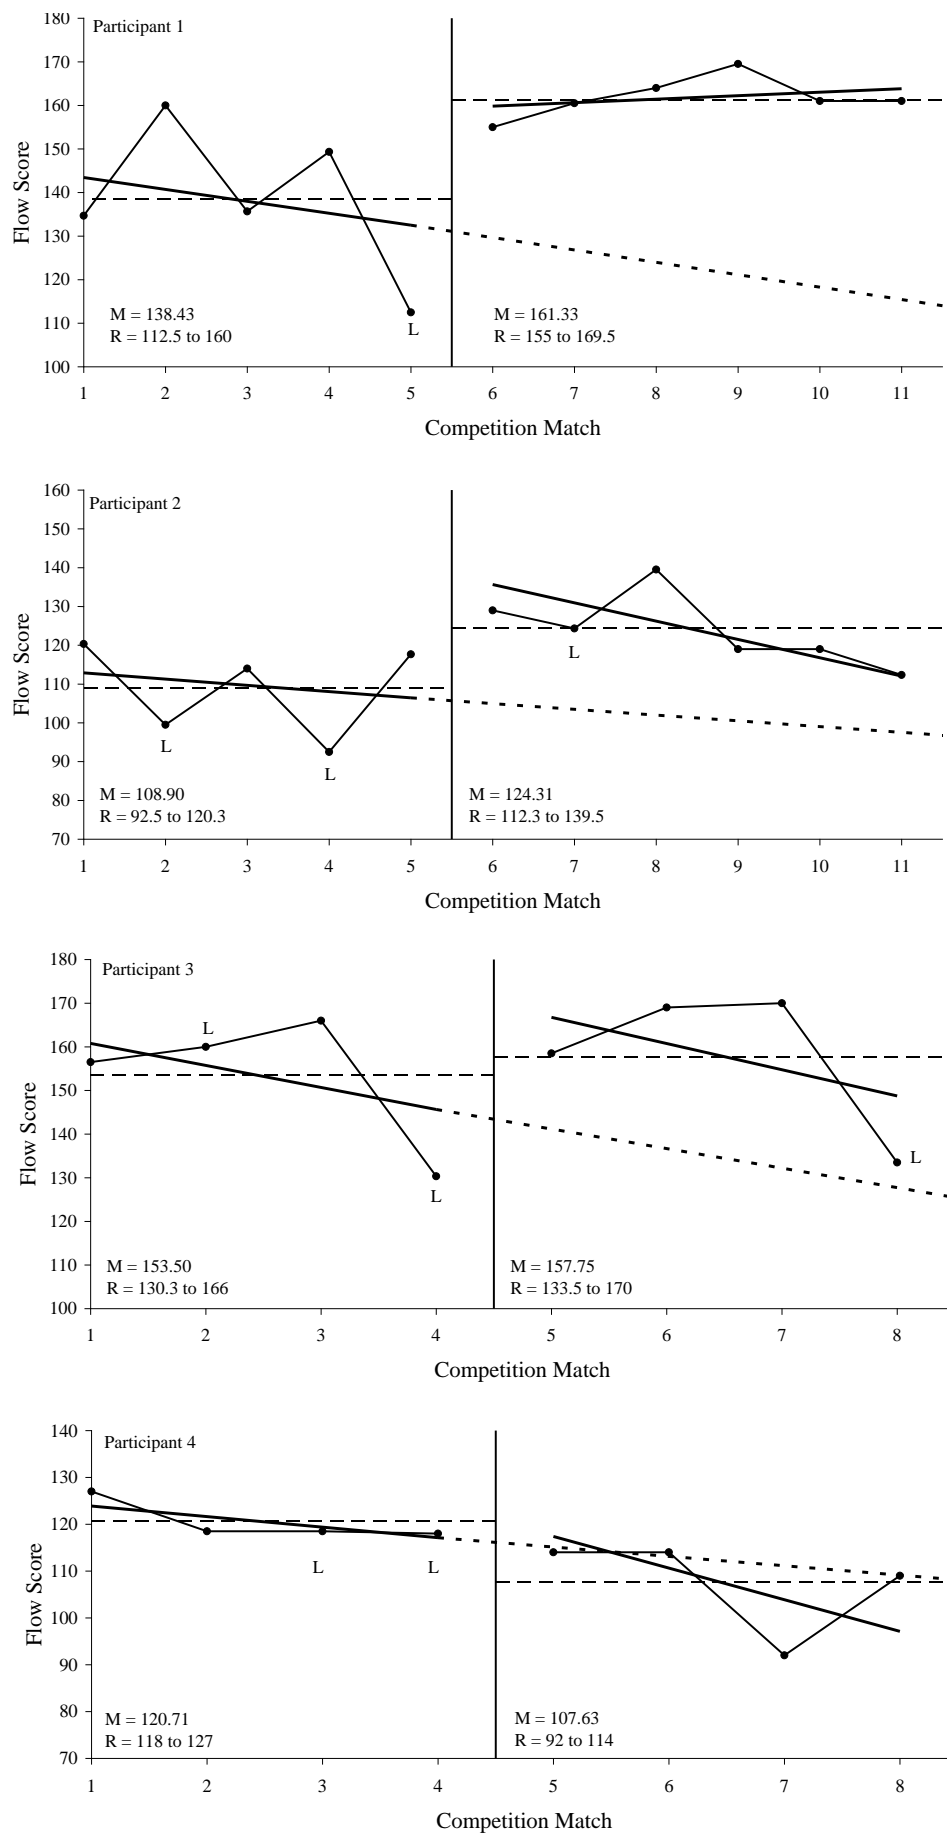 180
Participant 1
170
160
150
140
130
120
110
100
Flow Score
M = 138.43
R = 112.5 to 160
L
M = 161.33
R = 155 to 169.5
1 2 3 4 5 6 7 8 9 10 11
Competition Match
160
Participant 2
150
140
130
120
110
100
90
80
70
Flow Score
L
L
L
M = 108.90
R = 92.5 to 120.3
M = 124.31
R = 112.3 to 139.5
1 2 3 4 5 6 7 8 9 10 11
Competition Match
180
Participant 3
170
160
150
140
130
120
110
100
Flow Score
L
L
L
M = 153.50
R = 130.3 to 166
M = 157.75
R = 133.5 to 170
1 2 3 4 5 6 7 8
Competition Match
140
Participant 4
130
120
110
100
90
80
70
Flow Score
L
L
M = 120.71
R = 118 to 127
M = 107.63
R = 92 to 114
1 2 3 4 5 6 7 8
Competition Match